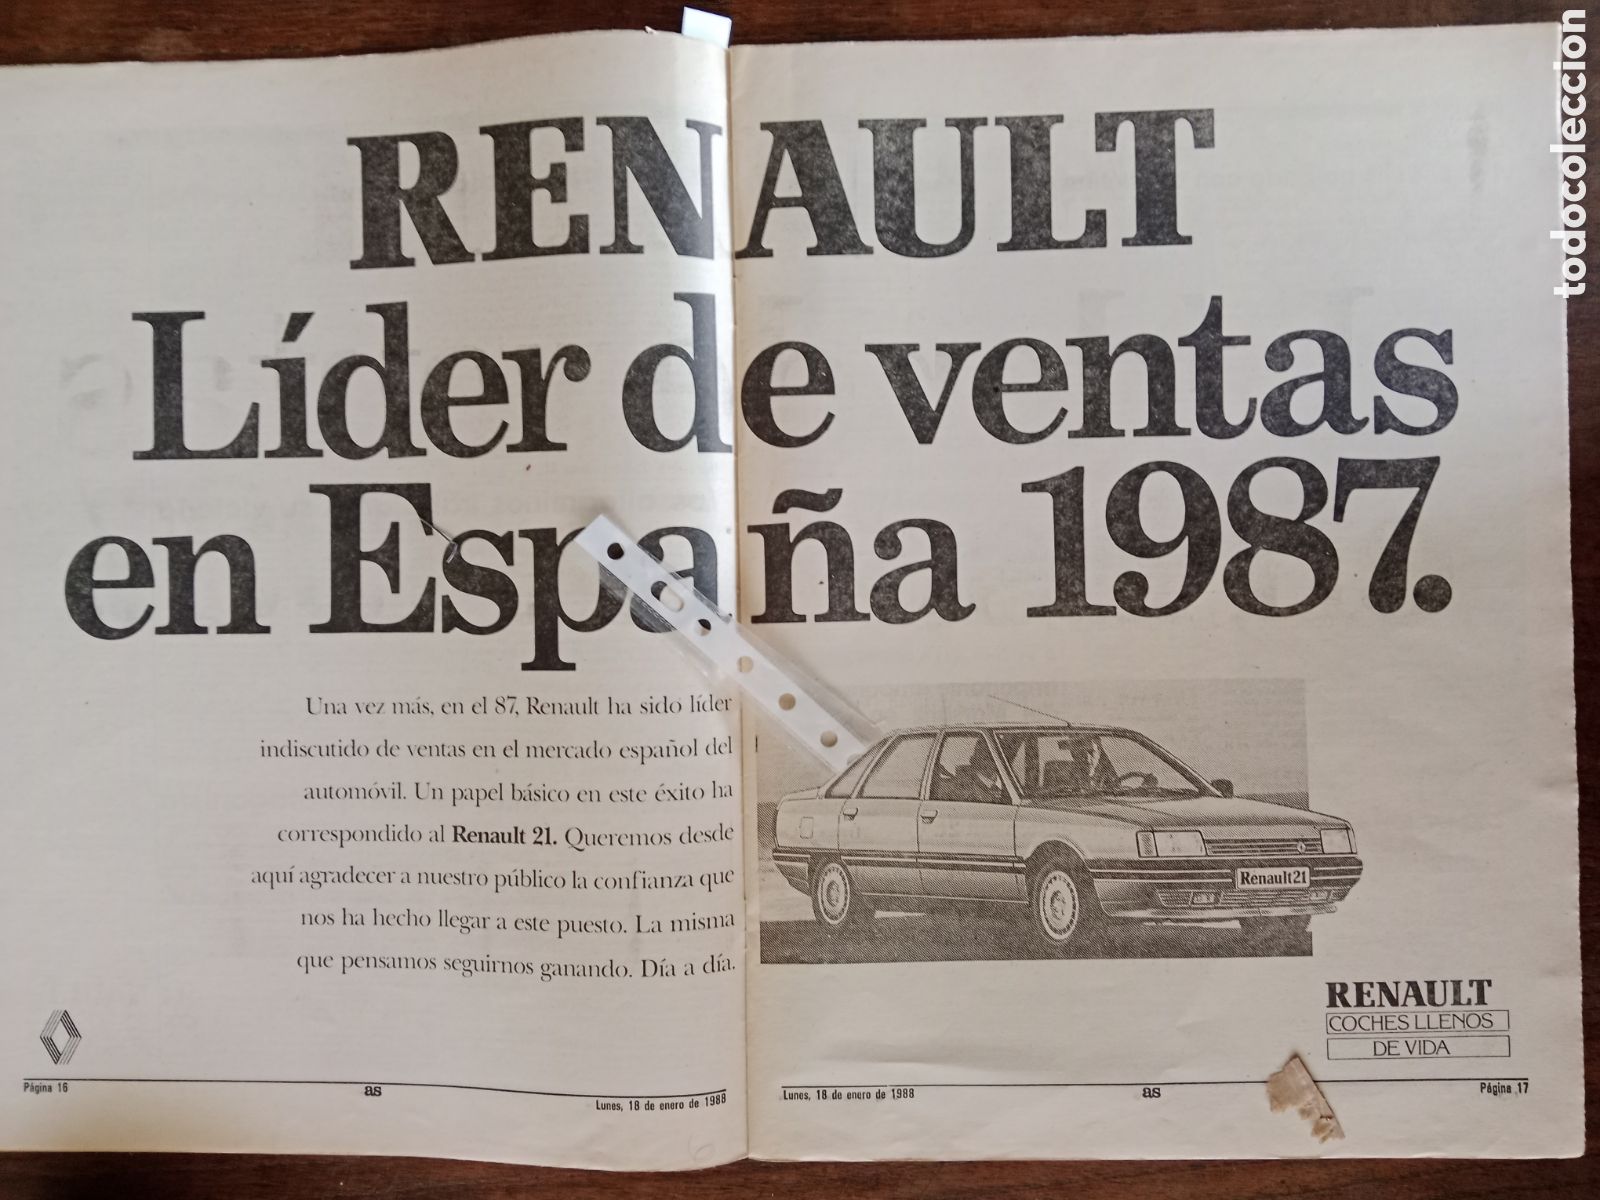 RENAULT
Líder de ventas
en España 1987.
Una vez más, en el 87, Renault ha sido líder
indiscutido de ventas en el mercado español del
automóvil. Un papel básico en este éxito ha
correspondido al Renault 21. Queremos desde
aquí agradecer a nuestro público la confianza que
nos ha hecho llegar a este puesto. La misma
que pensamos seguirnos ganando. Día a día.
Renault21
RENAULT
COCHES LLENOS
DE VIDA
Página 16
as
Lunes, 18 de enero de 1988
Lunes, 18 de enero de 1988
as
Página 17
todocoleccion